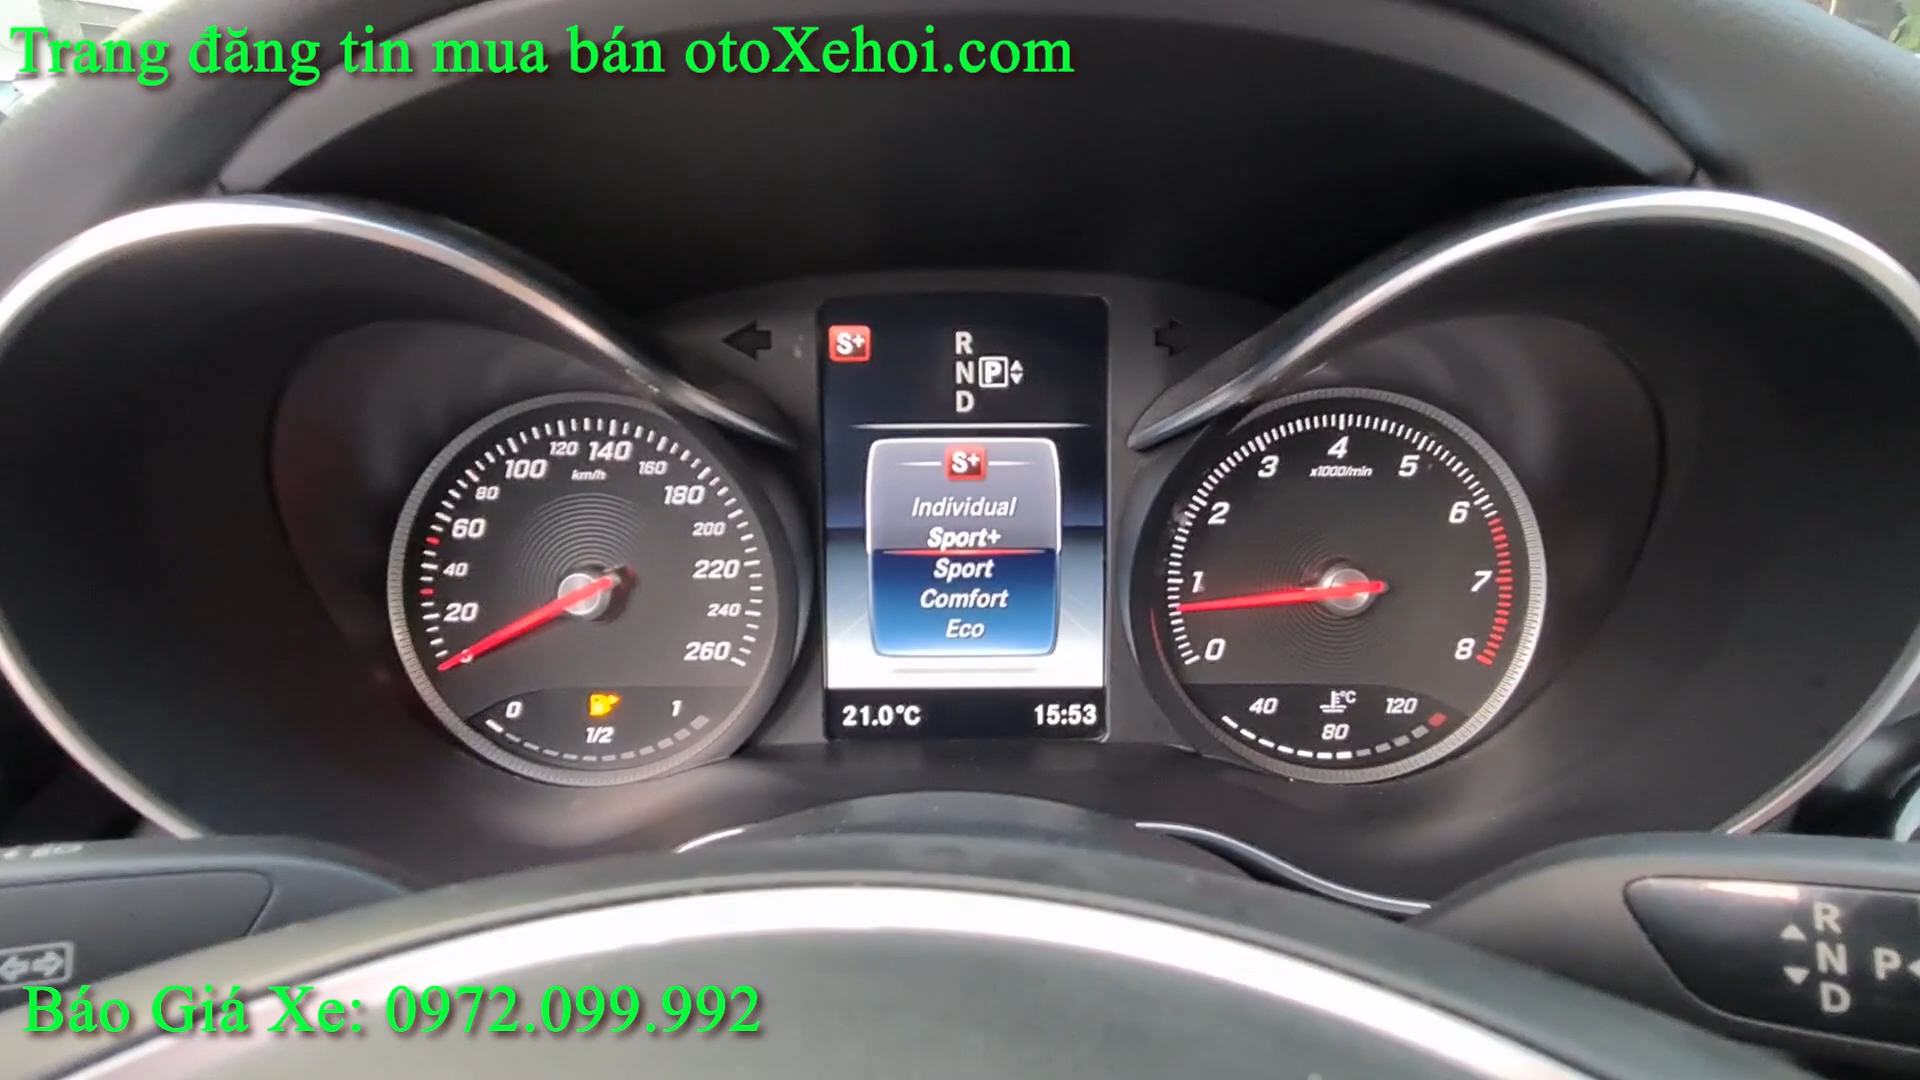 Trang đăng tin mua bán otoXehoi.com
S+
R
N P
D
S+
Individual
Sport+
Sport
Comfort
Eco
21.0°C 15:53
20 40 60 80 100 120 140 160 180 200 220 240 260
km/h
0 1/2 1
0 1 2 3 4 5 6 7 8
x1000/min
40 80 120
°C
R
N P
D
Báo Giá Xe: 0972.099.992